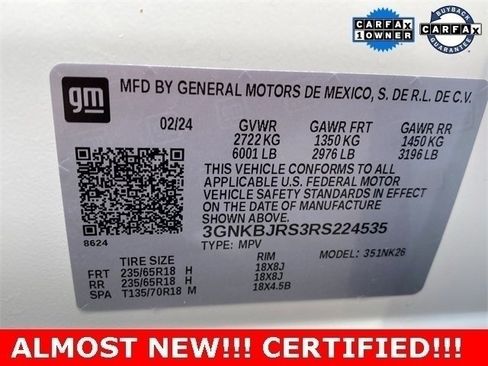 CARFAX
1 OWNER
BUYBACK
CARFAX
GUARANTEE
gm
MFD BY GENERAL MOTORS DE MEXICO, S. DE R.L. DE C.V.
02/24 GVWR GAWR FRT GAWR RR
2722 KG 1350 KG 1450 KG
6001 LB 2976 LB 3196 LB
THIS VEHICLE CONFORMS TO ALL
APPLICABLE U.S. FEDERAL MOTOR
VEHICLE SAFETY STANDARDS IN EFFECT
ON THE DATE OF MANUFACTURE
SHOWN ABOVE.
3GNKBJRS3RS224535
TYPE: MPV MODEL: 351NK26
8624
TIRE SIZE RIM
FRT 235/65R18 H 18X8J
RR 235/65R18 H 18X8J
SPA T135/70R18 M 18X4.5B
ALMOST NEW!!! CERTIFIED!!!